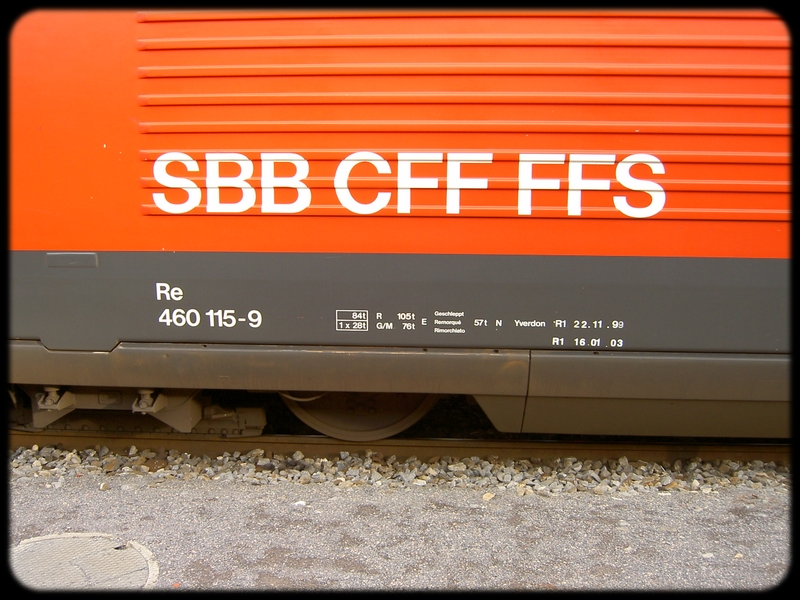 SBB CFF FFS
Re
460 115-9
84t R 105t E Geschleppt Remorqué Rimorchiato 57t N Yverdon R1 22.11.99
1 x 28t G/M 76t
R1 16.01.03